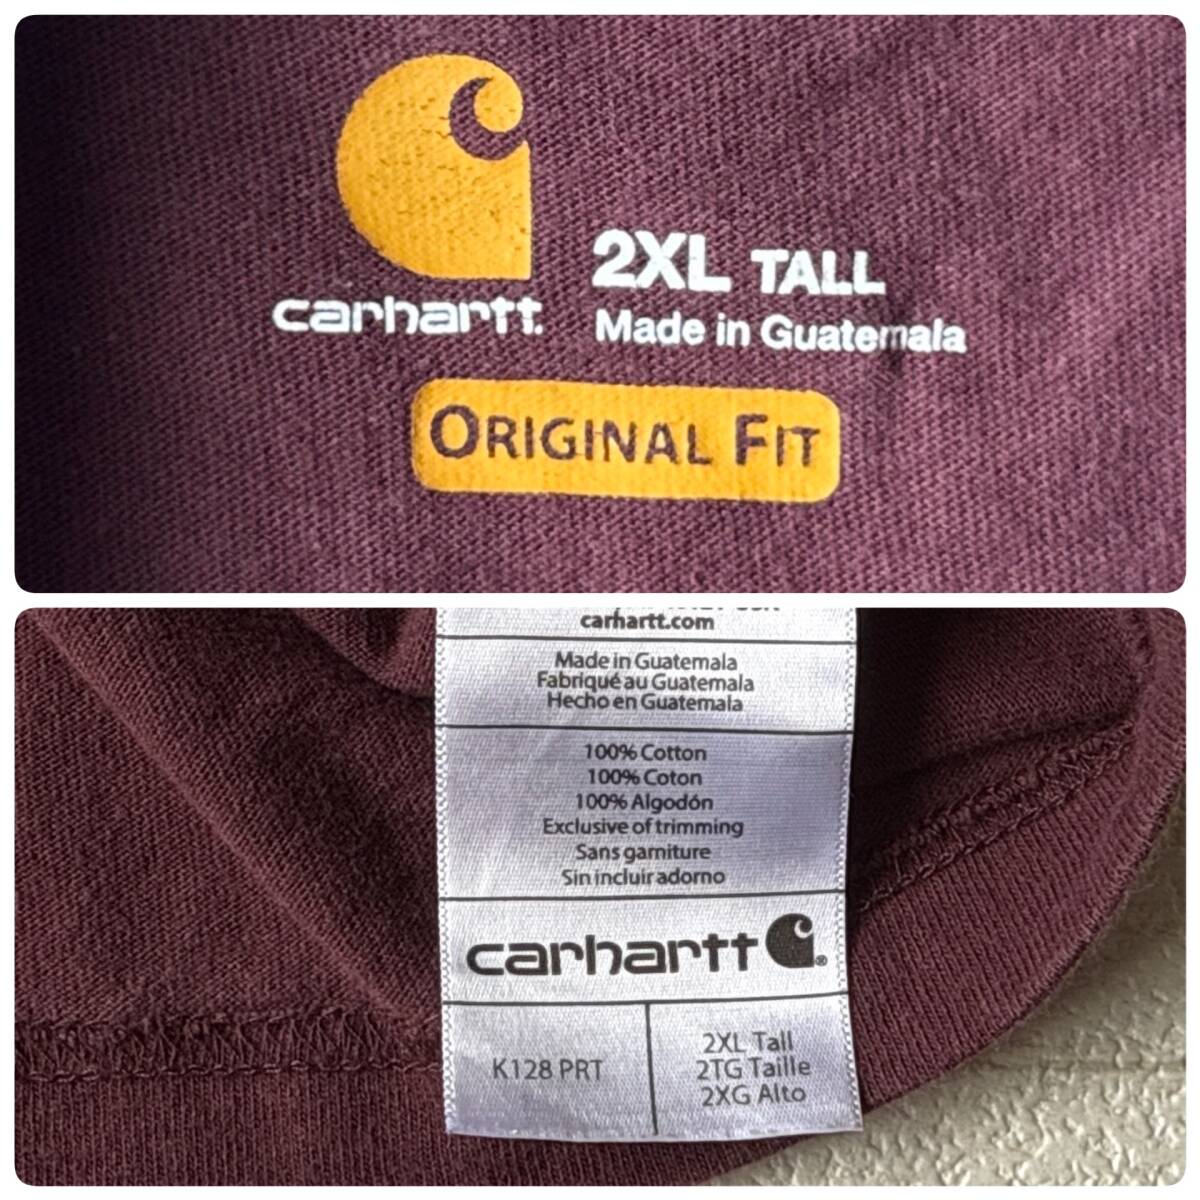 carhartt.
2XL TALL
Made in Guatemala
ORIGINAL FIT
carhartt.com
Made in Guatemala
Fabriqué au Guatemala
Hecho en Guatemala
100% Cotton
100% Coton
100% Algodón
Exclusive of trimming
Sans garniture
Sin incluir adorno
carhartt®
K128 PRT
2XL Tall
2TG Taille
2XG Alto